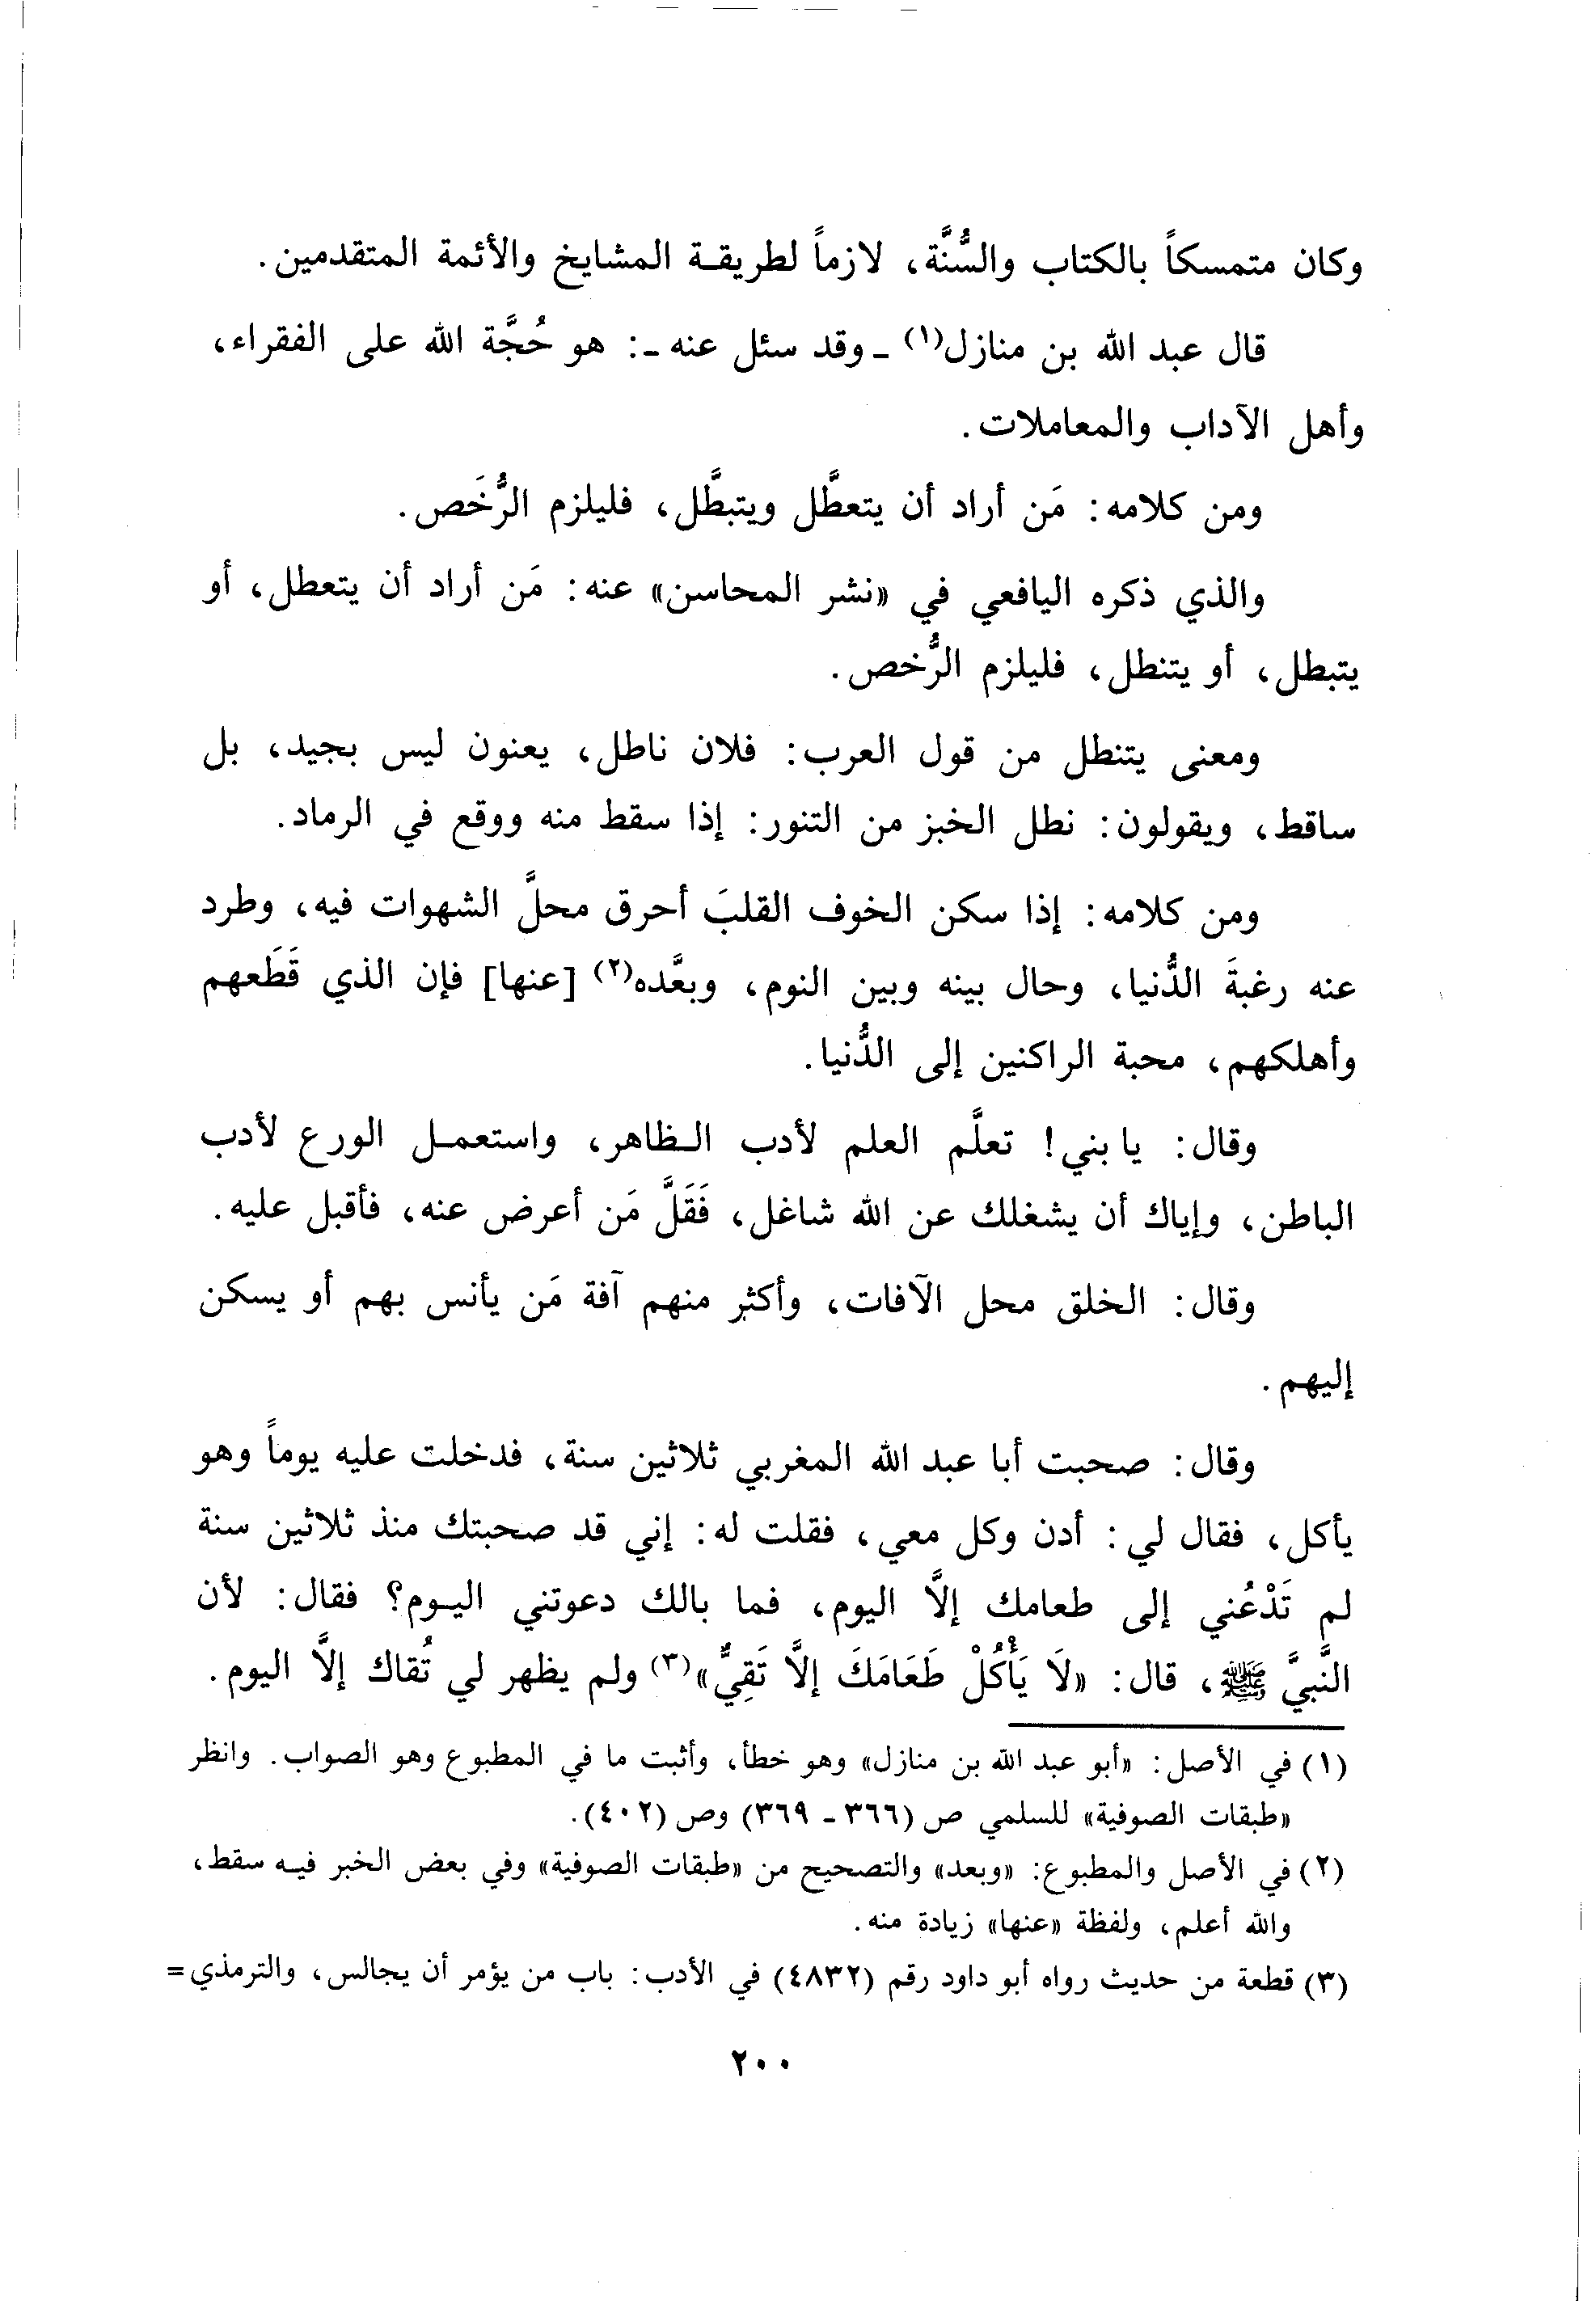 وكان متمسكاً بالكتاب والسُّنَّة، لازماً لطريقـة المشايخ والأئمة المتقدمين.
قال عبد الله بن منازل(١) ـ وقد سئل عنه ـ: هو حُجَّة الله على الفقراء،
وأهل الآداب والمعاملات.
ومن كلامه: مَن أراد أن يتعطَّل ويتبطَّل، فليلزم الرُّخَص.
والذي ذكره اليافعي في «نشر المحاسن» عنه: مَن أراد أن يتعطل، أو
يتبطل، أو يتنطل، فليلزم الرُّخص.
ومعنى يتنطل من قول العرب: فلان ناطل، يعنون ليس بجيد، بل
ساقط، ويقولون: نطل الخبز من التنور: إذا سقط منه ووقع في الرماد.
ومن كلامه: إذا سكن الخوف القلبَ أحرق محلَّ الشهوات فيه، وطرد
عنه رغبةَ الدُّنيا، وحال بينه وبين النوم، وبعَّده(٢) [عنها] فإن الذي قَطَعهم
وأهلكهم، محبة الراكنين إلى الدُّنيا.
وقال: يا بني! تعلَّم العلم لأدب الـظاهر، واستعمـل الورع لأدب
الباطن، وإياك أن يشغلك عن الله شاغل، فَقَلَّ مَن أعرض عنه، فأقبل عليه.
وقال: الخلق محل الآفات، وأكثر منهم آفة مَن يأنس بهم أو يسكن
إليهم.
وقال: صحبت أبا عبد الله المغربي ثلاثين سنة، فدخلت عليه يوماً وهو
يأكل، فقال لي: أدن وكل معي، فقلت له: إني قد صحبتك منذ ثلاثين سنة
لم تَدْعُني إلى طعامك إلاَّ اليوم، فما بالك دعوتني اليـوم؟ فقال: لأن
النَّبيَّ ﷺ، قال: «لَا يَأْكُلْ طَعَامَكَ إلاَّ تَقِيٌّ»(٣) ولم يظهر لي تُقاك إلاَّ اليوم.
(١) في الأصل: «أبو عبد الله بن منازل» وهو خطأ، وأثبت ما في المطبوع وهو الصواب. وانظر
«طبقات الصوفية» للسلمي ص (٣٦٦ ـ ٣٦٩) وص (٤٠٢).
(٢) في الأصل والمطبوع: «وبعد» والتصحيح من «طبقات الصوفية» وفي بعض الخبر فيـه سقط،
والله أعلم، ولفظة «عنها» زيادة منه.
(٣) قطعة من حديث رواه أبو داود رقم (٤٨٣٢) في الأدب: باب من يؤمر أن يجالس، والترمذي =
٢٠٠